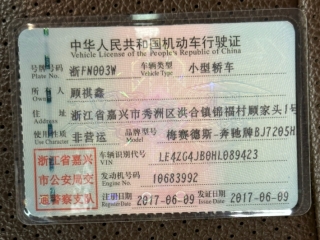 中华人民共和国机动车行驶证
Vehicle License of the People's Republic of China
号牌号码 浙FN003W 车辆类型 小型轿车
Plate No. Vehicle Type
所有人 顾祺鑫
Owner
住址 浙江省嘉兴市秀洲区洪合镇锦福村顾家头1号
Address
使用性质 非营运 品牌型号 梅赛德斯-奔驰牌BJ7205H
Use Character Model
浙江省嘉兴 车辆识别代号 LE4ZG4JB0HL089423
VIN
市公安局交 发动机号码 10683992
Engine No.
通警察支队 注册日期 2017-06-09 发证日期 2017-06-09
Register Date Issue Date